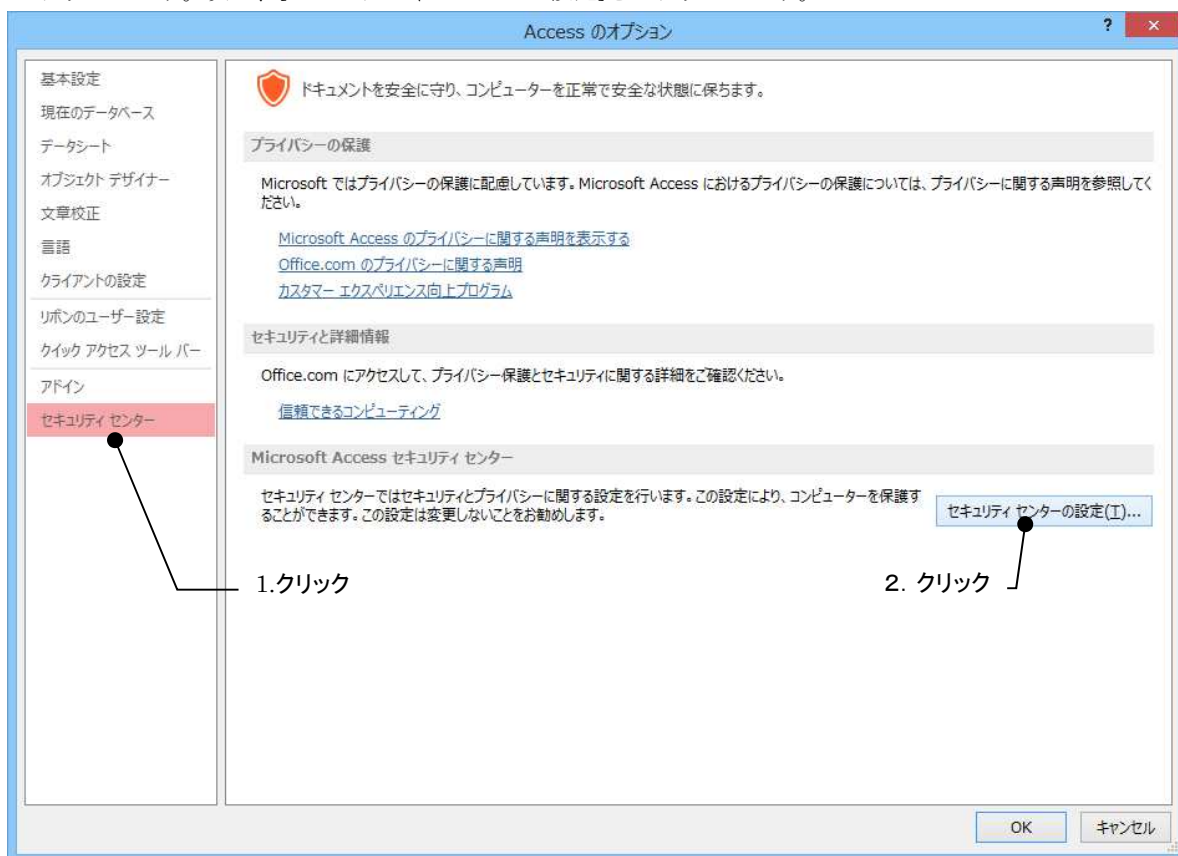 Access のオプション
?
×
基本設定
現在のデータベース
データシート
オブジェクト デザイナー
文章校正
言語
クライアントの設定
リボンのユーザー設定
クイック アクセス ツール バー
アドイン
セキュリティ センター
ドキュメントを安全に守り、コンピューターを正常で安全な状態に保ちます。
プライバシーの保護
Microsoft ではプライバシーの保護に配慮しています。Microsoft Access におけるプライバシーの保護については、プライバシーに関する声明を参照してく
ださい。
Microsoft Access のプライバシーに関する声明を表示する
Office.com のプライバシーに関する声明
カスタマー エクスペリエンス向上プログラム
セキュリティと詳細情報
Office.com にアクセスして、プライバシー保護とセキュリティに関する詳細をご確認ください。
信頼できるコンピューティング
Microsoft Access セキュリティ センター
セキュリティ センターではセキュリティとプライバシーに関する設定を行います。この設定により、コンピューターを保護す
ることができます。この設定は変更しないことをお勧めします。
セキュリティ センターの設定(T)...
1.クリック
2. クリック
OK
キャンセル